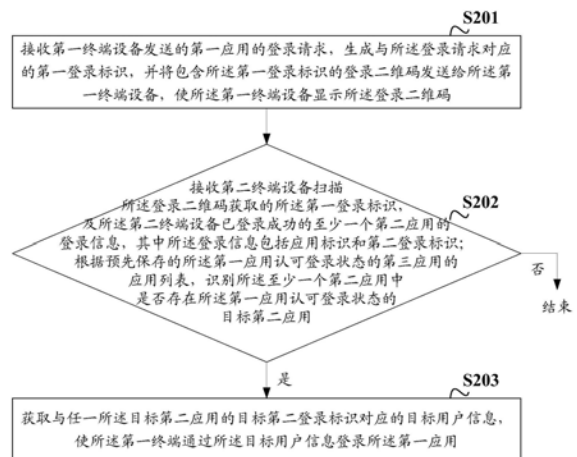 S201
接收第一终端设备发送的第一应用的登录请求，生成与所述登录请求对应
的第一登录标识，并将包含所述第一登录标识的登录二维码发送给所述第
一终端设备，使所述第一终端设备显示所述登录二维码
S202
接收第二终端设备扫描
所述登录二维码获取的所述第一登录标识，
及所述第二终端设备已登录成功的至少一个第二应用的
登录信息，其中所述登录信息包括应用标识和第二登录标识；
根据预先保存的所述第一应用认可登录状态的第三应用的
应用列表，识别所述至少一个第二应用中
是否存在所述第一应用认可登录状态的
目标第二应用
否
结束
是
S203
获取与任一所述目标第二应用的目标第二登录标识对应的目标用户信息，
使所述第一终端通过所述目标用户信息登录所述第一应用